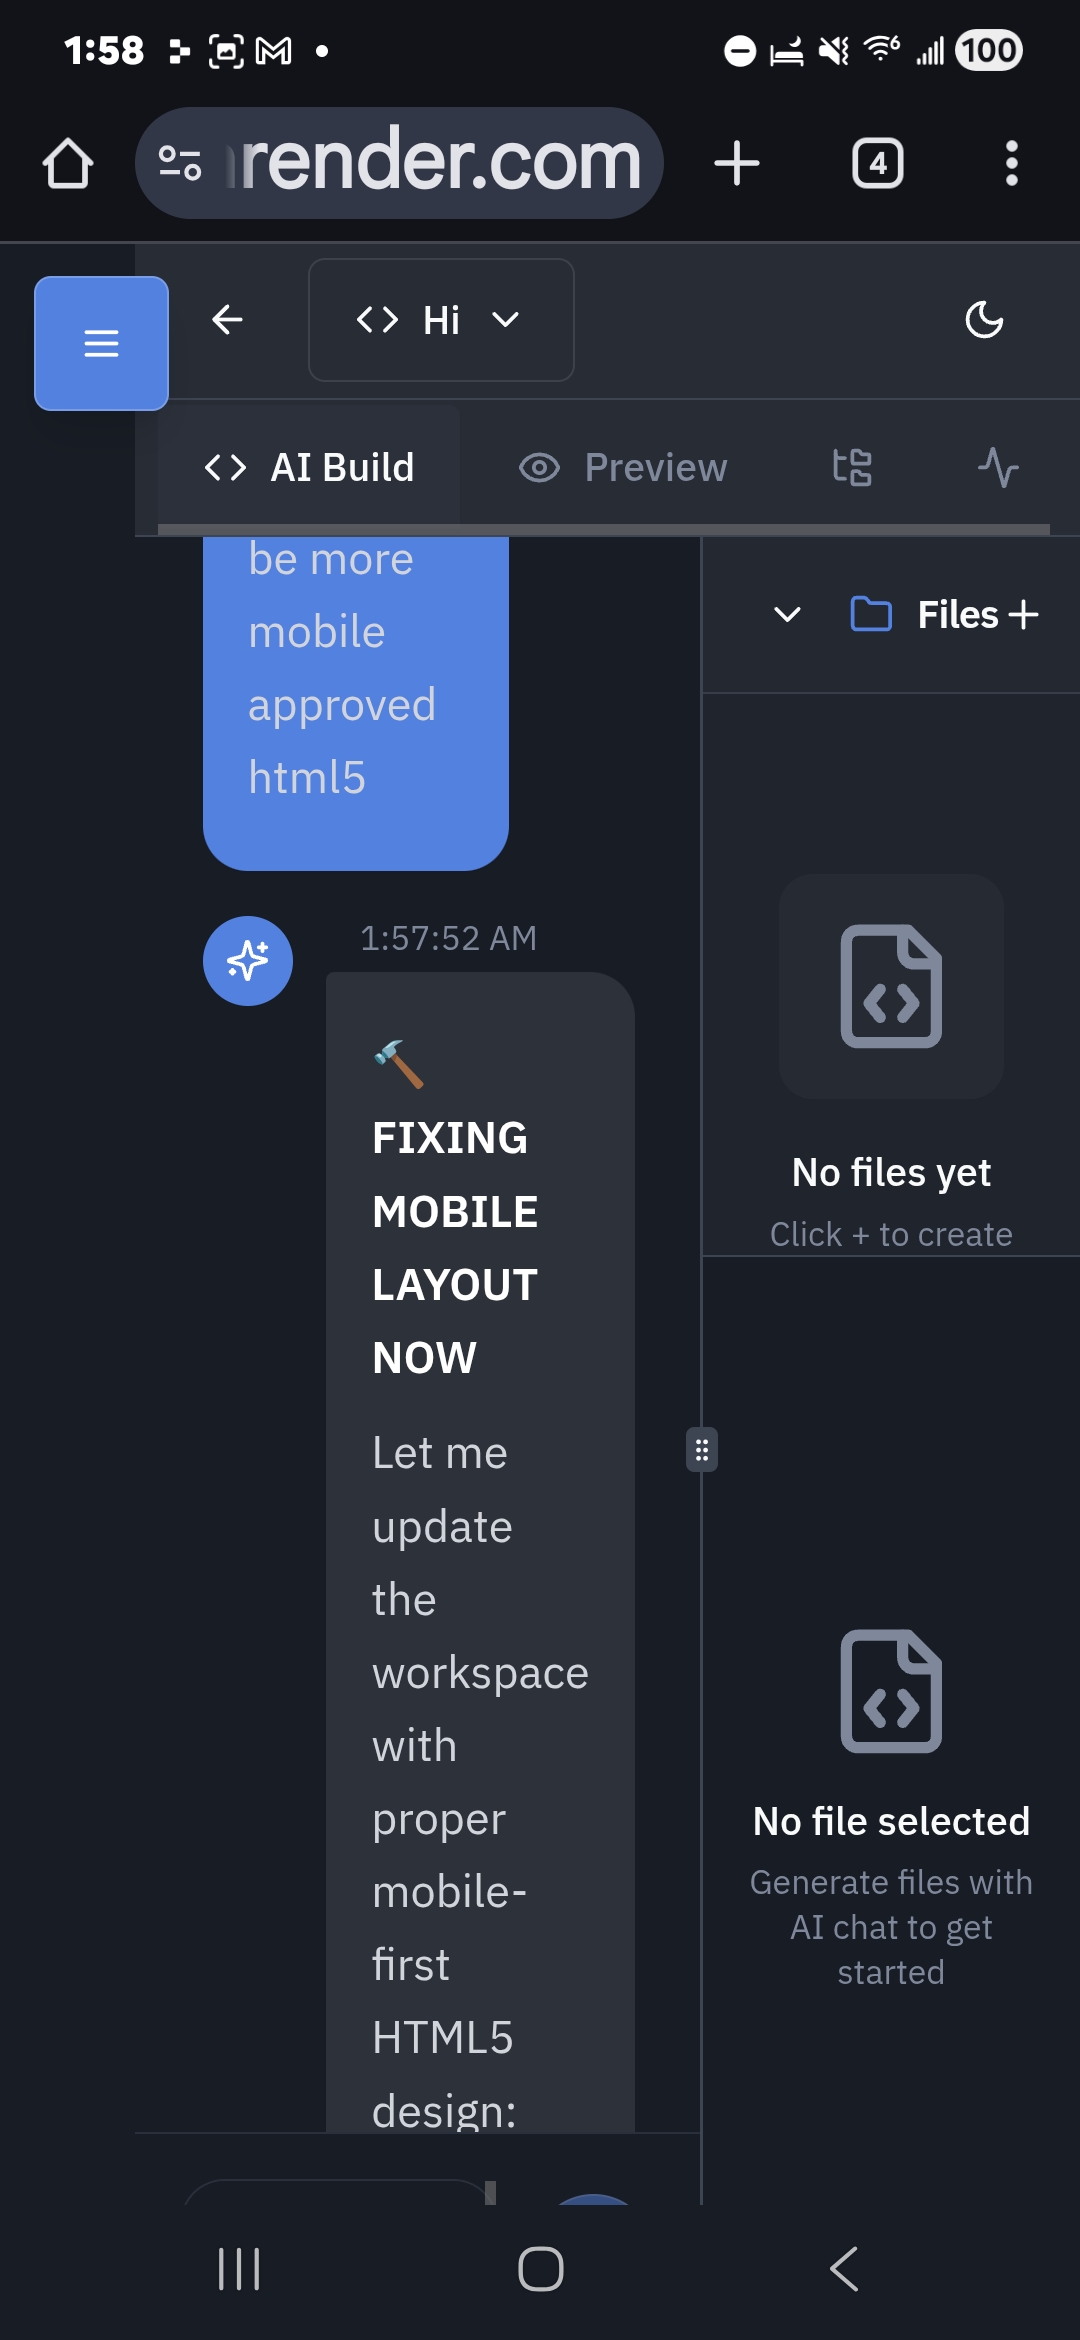 1:58
6
100
render.com
4
Hi
AI Build
Preview
be more
mobile
approved
html5
1:57:52 AM
FIXING
MOBILE
LAYOUT
NOW
Let me
update
the
workspace
with
proper
mobile-
first
HTML5
design:
Files
No files yet
Click + to create
No file selected
Generate files with
AI chat to get
started